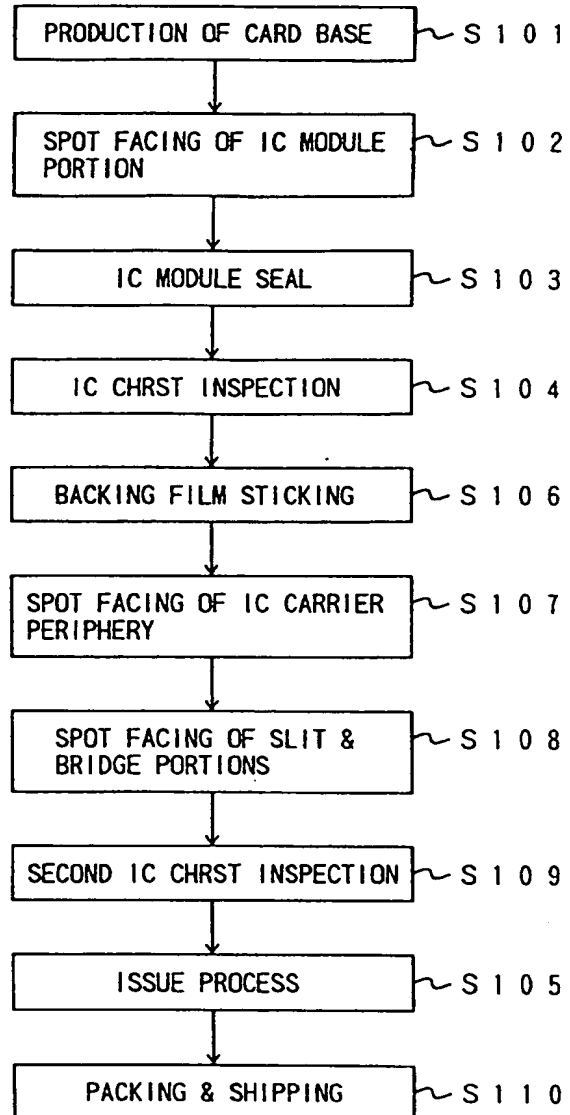 PRODUCTION OF CARD BASE S101
SPOT FACING OF IC MODULE S102
PORTION
IC MODULE SEAL S103
IC CHRST INSPECTION S104
BACKING FILM STICKING S106
SPOT FACING OF IC CARRIER S107
PERIPHERY
SPOT FACING OF SLIT & S108
BRIDGE PORTIONS
SECOND IC CHRST INSPECTION S109
ISSUE PROCESS S105
PACKING & SHIPPING S110